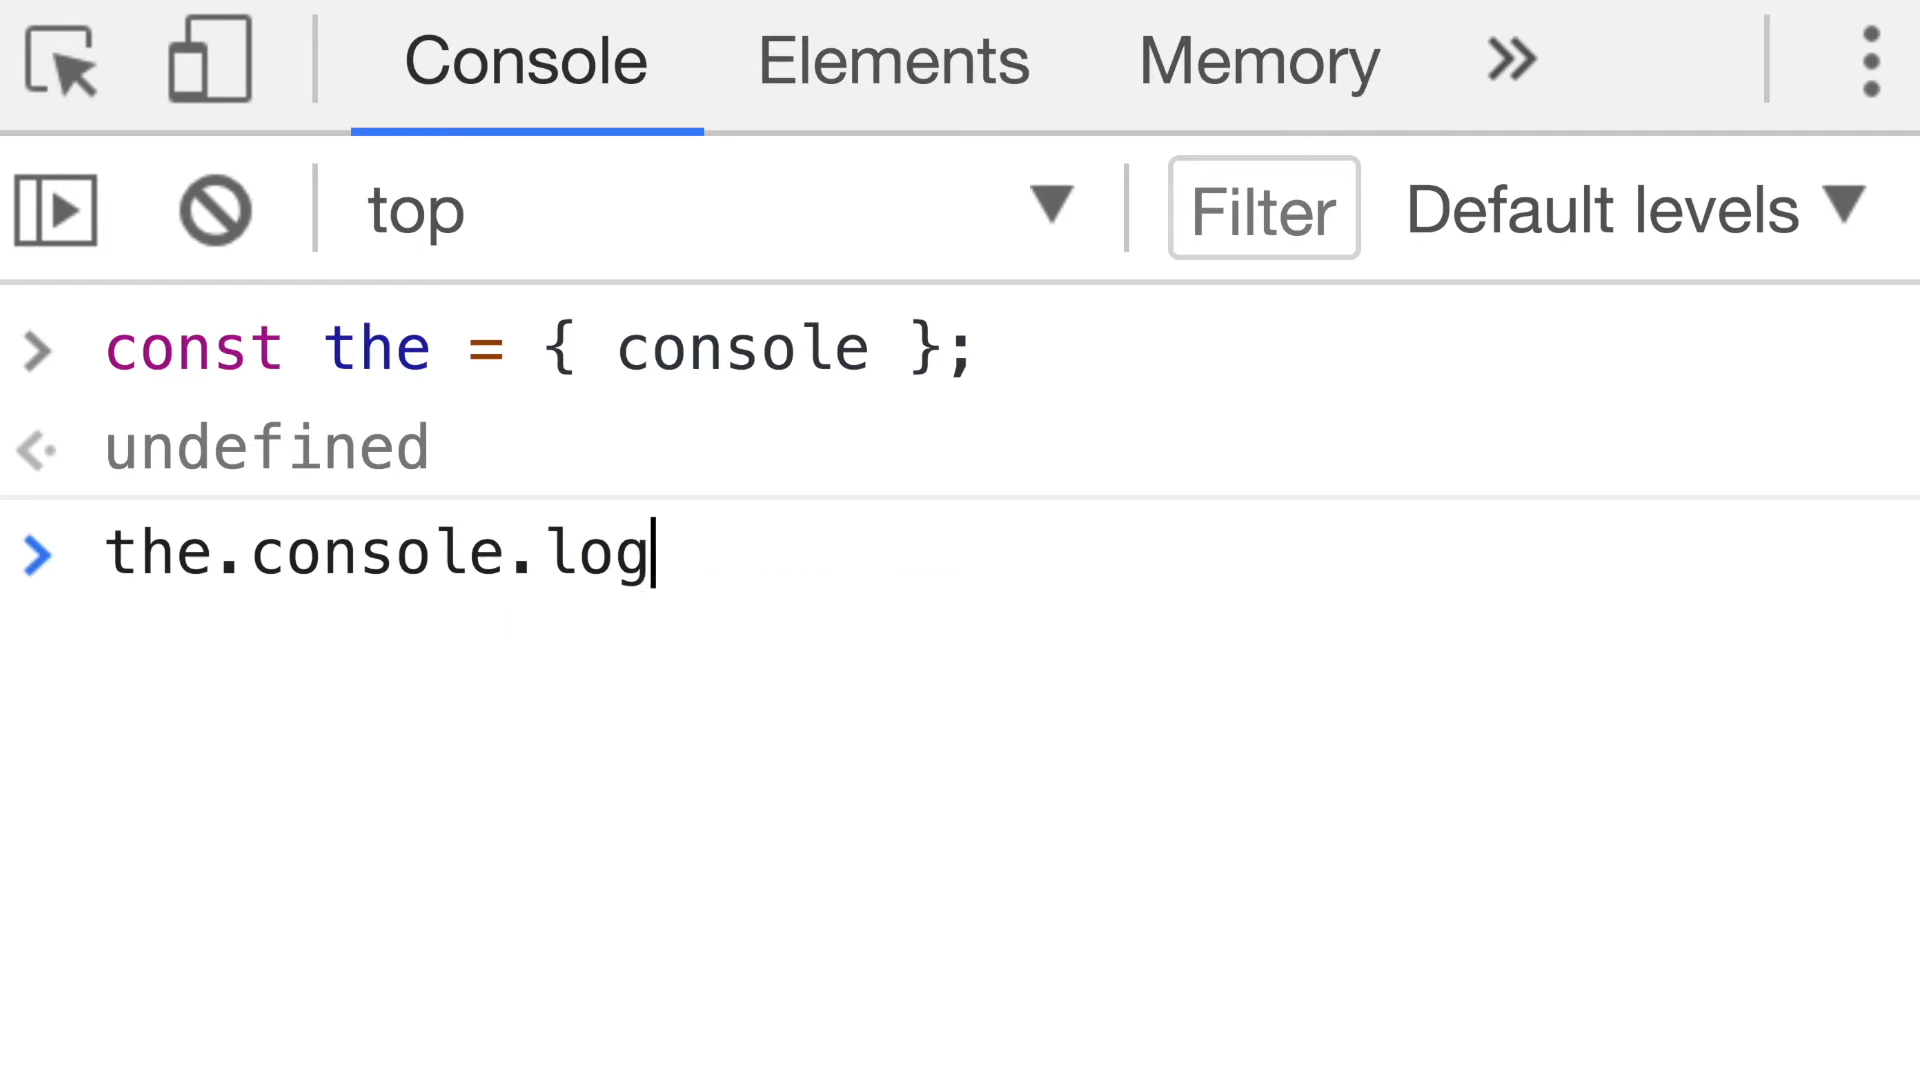 Console Elements Memory
top Filter Default levels
const the = { console };
undefined
the.console.log